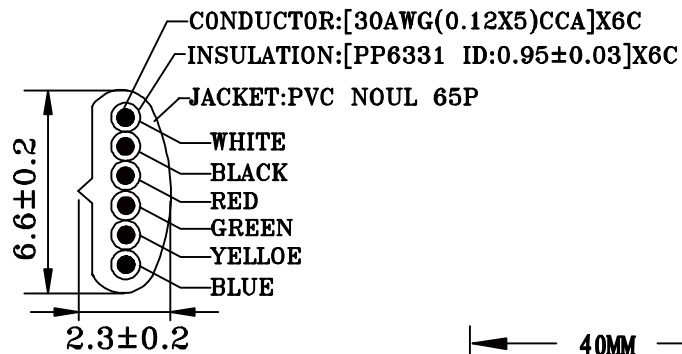 CONDUCTOR:[30AWG(0.12X5)CCA]X6C
INSULATION:[PP6331 ID:0.95±0.03]X6C
JACKET:PVC NOUL 65P
WHITE
BLACK
RED
GREEN
YELLOE
BLUE
6.6±0.2
2.3±0.2
40MM